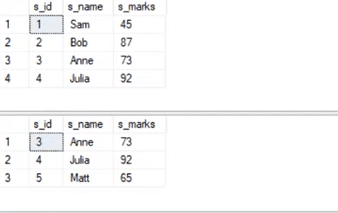 s_id s_name s_marks
1 1 Sam 45
2 2 Bob 87
3 3 Anne 73
4 4 Julia 92
s_id s_name s_marks
1 3 Anne 73
2 4 Julia 92
3 5 Matt 65